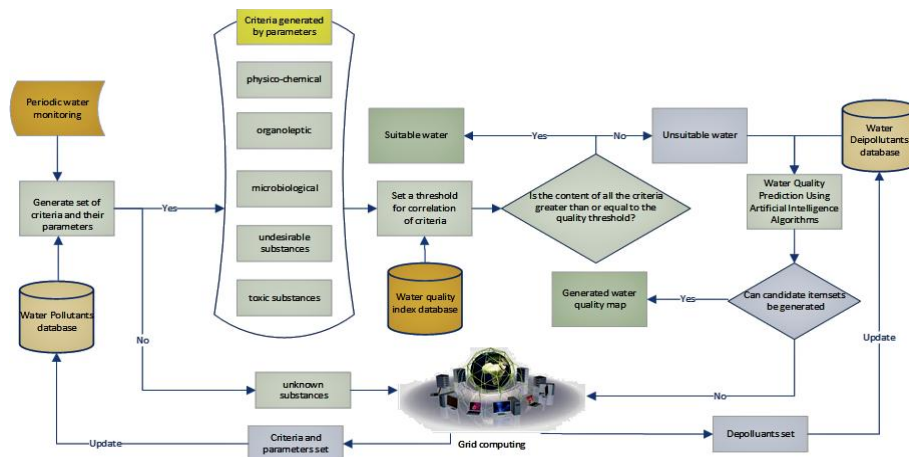 Criteria generated
by parameters
physico-chemical
organoleptic
microbiological
undesirable
substances
toxic substances
Periodic water
monitoring
Generate set of
criteria and their
parameters
Yes
Water Pollutants
database
No
Update
unknown
substances
Criteria and
parameters set
Suitable water
Yes
No
Unsuitable water
Water
Deipollutants
database
Set a threshold
for correlation
of criteria
Is the content of all the criteria
greater than or equal to the
quality threshold?
Water Quality
Prediction Using
Artificial Intelligence
Algorithms
Water quality
index database
Generated water
quality map
Yes
Can candidate itemsets
be generated
Update
No
Grid computing
Depolluants set